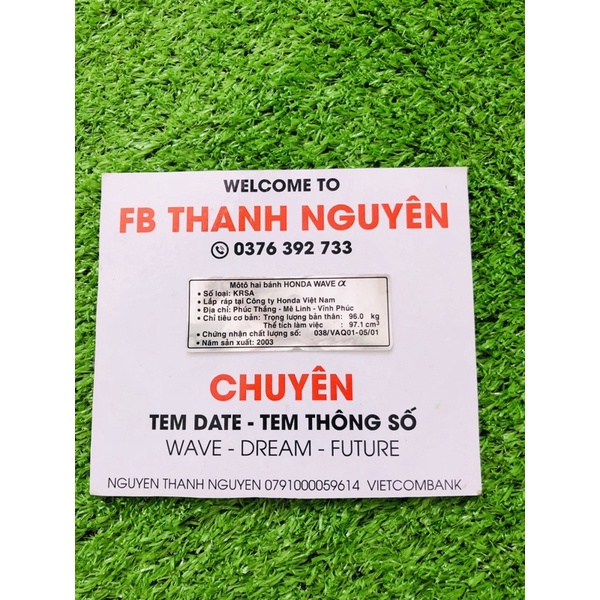 WELCOME TO
FB THANH NGUYÊN
0376 392 733
Môtô hai bánh HONDA WAVE α
• Số loại: KRSA
• Lắp ráp tại Công ty Honda Việt Nam
• Địa chỉ: Phúc Thắng - Mê Linh - Vĩnh Phúc
• Chỉ tiêu cơ bản: Trọng lượng bản thân: 96.0 kg
Thể tích làm việc : 97.1 cm³
• Chứng nhận chất lượng số: 038/VAQ01-05/01
• Năm sản xuất: 2003
CHUYÊN
TEM DATE - TEM THÔNG SỐ
WAVE - DREAM - FUTURE
NGUYEN THANH NGUYEN 0791000059614 VIETCOMBANK